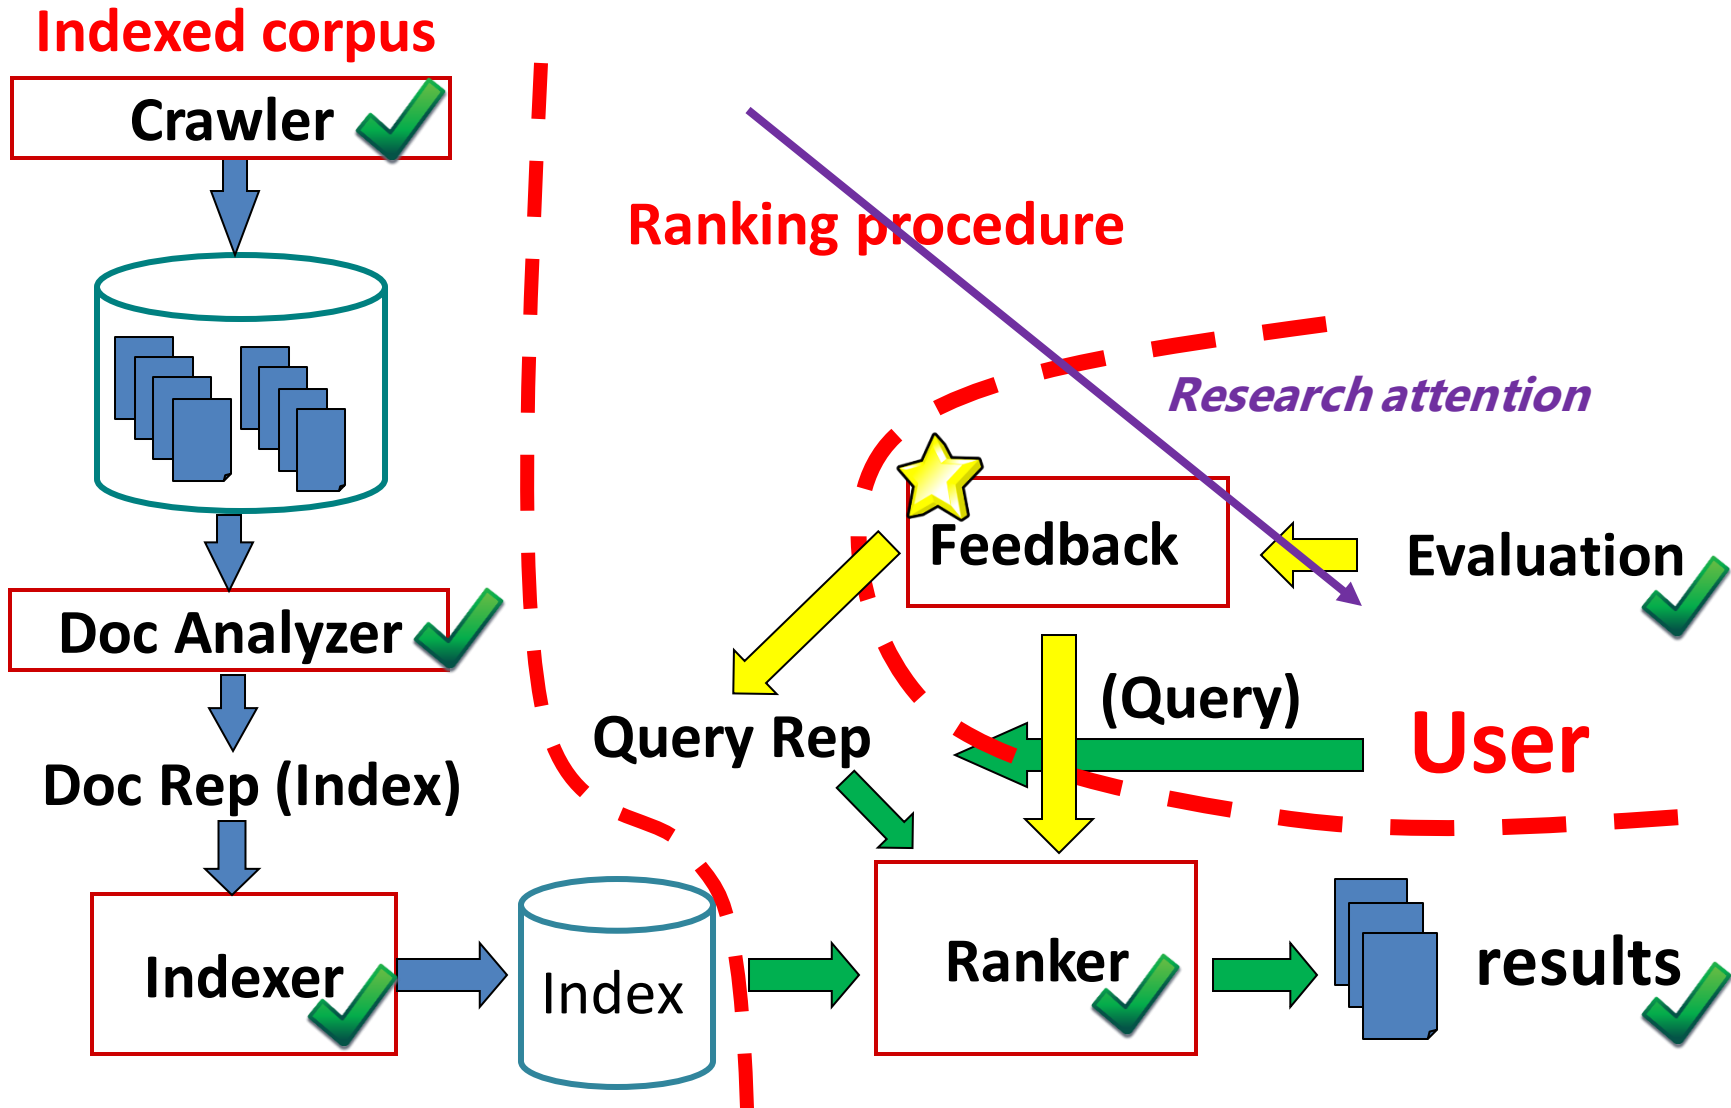 Indexed corpus
Crawler
Ranking procedure
Research attention
Feedback
Evaluation
Doc Analyzer
(Query)
Query Rep
User
Doc Rep (Index)
Indexer
Index
Ranker
results